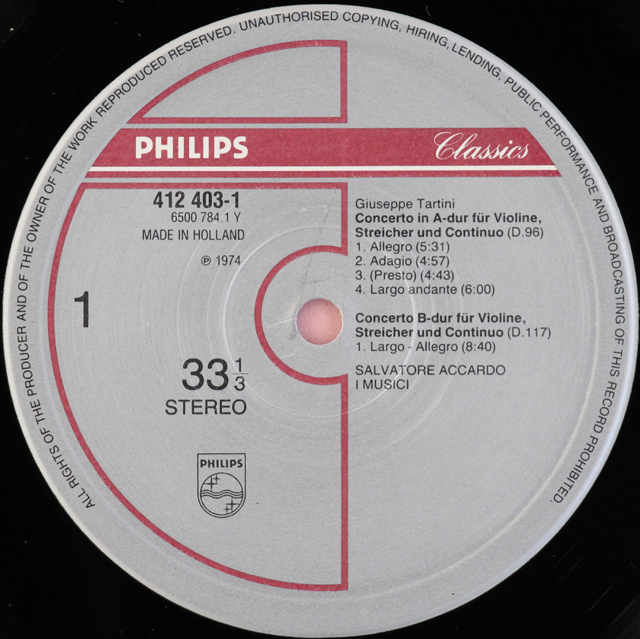 ALL RIGHTS OF THE PRODUCER AND OF THE OWNER OF THE WORK REPRODUCED RESERVED. UNAUTHORISED COPYING, HIRING, LENDING, PUBLIC PERFORMANCE AND BROADCASTING OF THIS RECORD PROHIBITED.
PHILIPS
Classics
412 403-1
6500 784.1 Y
MADE IN HOLLAND
℗ 1974
1
33 1/3
STEREO
PHILIPS
Giuseppe Tartini
Concerto in A-dur für Violine,
Streicher und Continuo (D.96)
1. Allegro (5:31)
2. Adagio (4:57)
3. (Presto) (4:43)
4. Largo andante (6:00)
Concerto B-dur für Violine,
Streicher und Continuo (D.117)
1. Largo - Allegro (8:40)
SALVATORE ACCARDO
I MUSICI